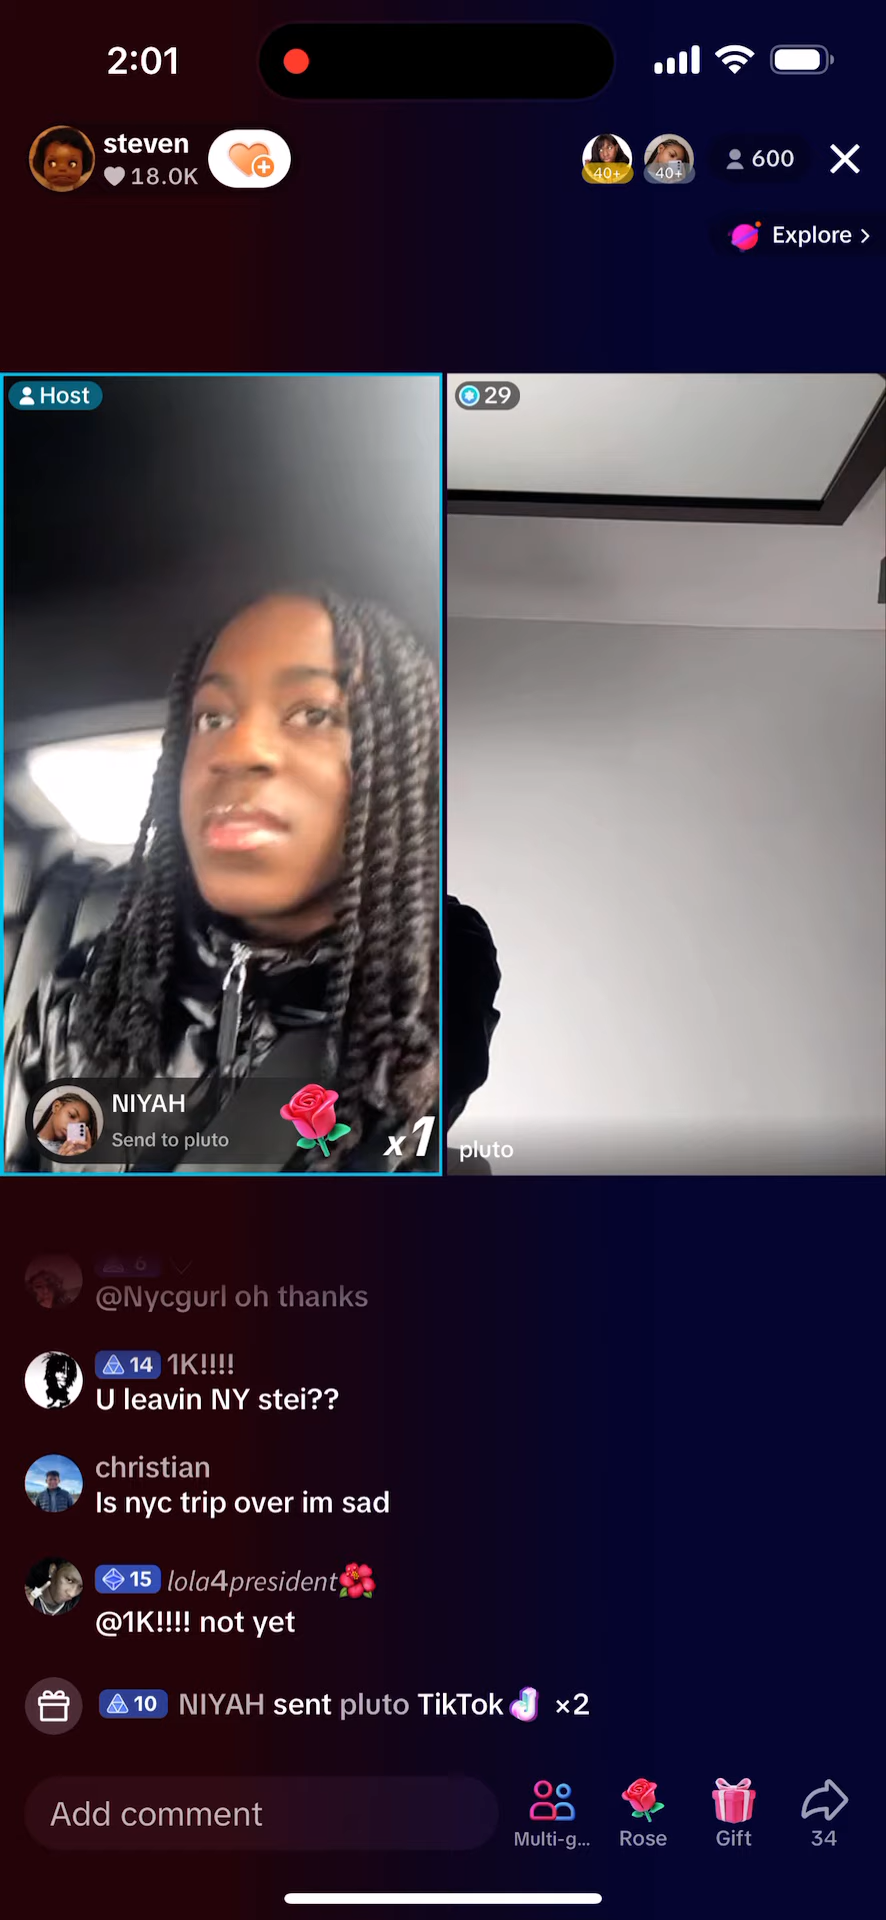 2:01
steven
18.0K
40+
40+
600
Explore >
Host
29
NIYAH
Send to pluto
x1
pluto
6
@Nycgurl oh thanks
14 1K!!!!
U leavin NY stei??
christian
Is nyc trip over im sad
15 lola4president🌺
@1K!!!! not yet
10 NIYAH sent pluto TikTok ×2
Add comment
Multi-g...
Rose
Gift
34